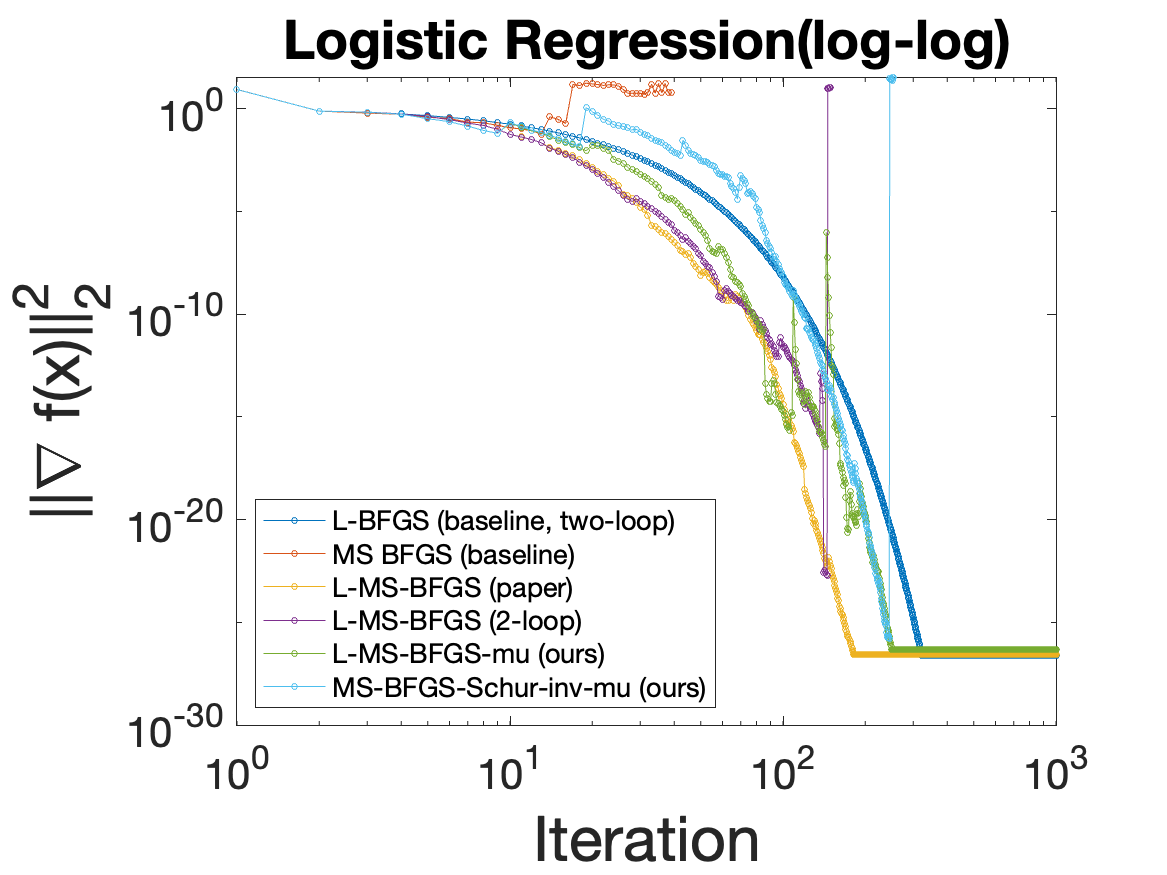 Logistic Regression(log-log)
||∇ f(x)||₂²
10⁰
10⁻¹⁰
10⁻²⁰
10⁻³⁰
L-BFGS (baseline, two-loop)
MS BFGS (baseline)
L-MS-BFGS (paper)
L-MS-BFGS (2-loop)
L-MS-BFGS-mu (ours)
MS-BFGS-Schur-inv-mu (ours)
10⁰ 10¹ 10² 10³
Iteration